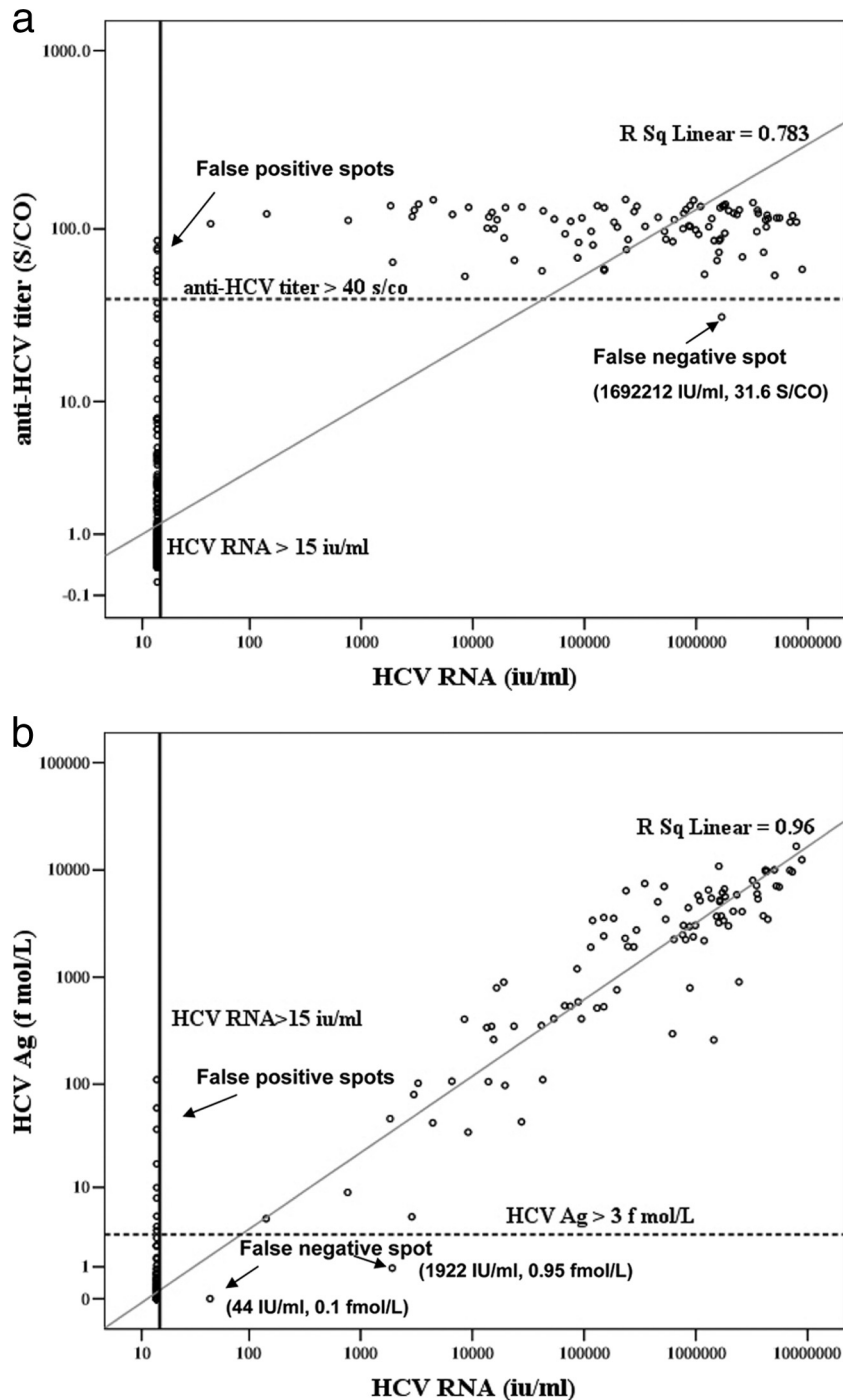 a
1000.0
R Sq Linear = 0.783
False positive spots
100.0
anti-HCV titer > 40 s/co
anti-HCV titer (S/CO)
False negative spot
(1692212 IU/ml, 31.6 S/CO)
10.0
1.0
HCV RNA > 15 iu/ml
-0.1
10 100 1000 10000 100000 1000000 10000000
HCV RNA (iu/ml)
b
100000
R Sq Linear = 0.96
10000
1000
HCV RNA>15 iu/ml
HCV Ag (f mol/L)
False positive spots
100
10
HCV Ag > 3 f mol/L
False negative spot
1
(1922 IU/ml, 0.95 fmol/L)
0
(44 IU/ml, 0.1 fmol/L)
10 100 1000 10000 100000 1000000 10000000
HCV RNA (iu/ml)